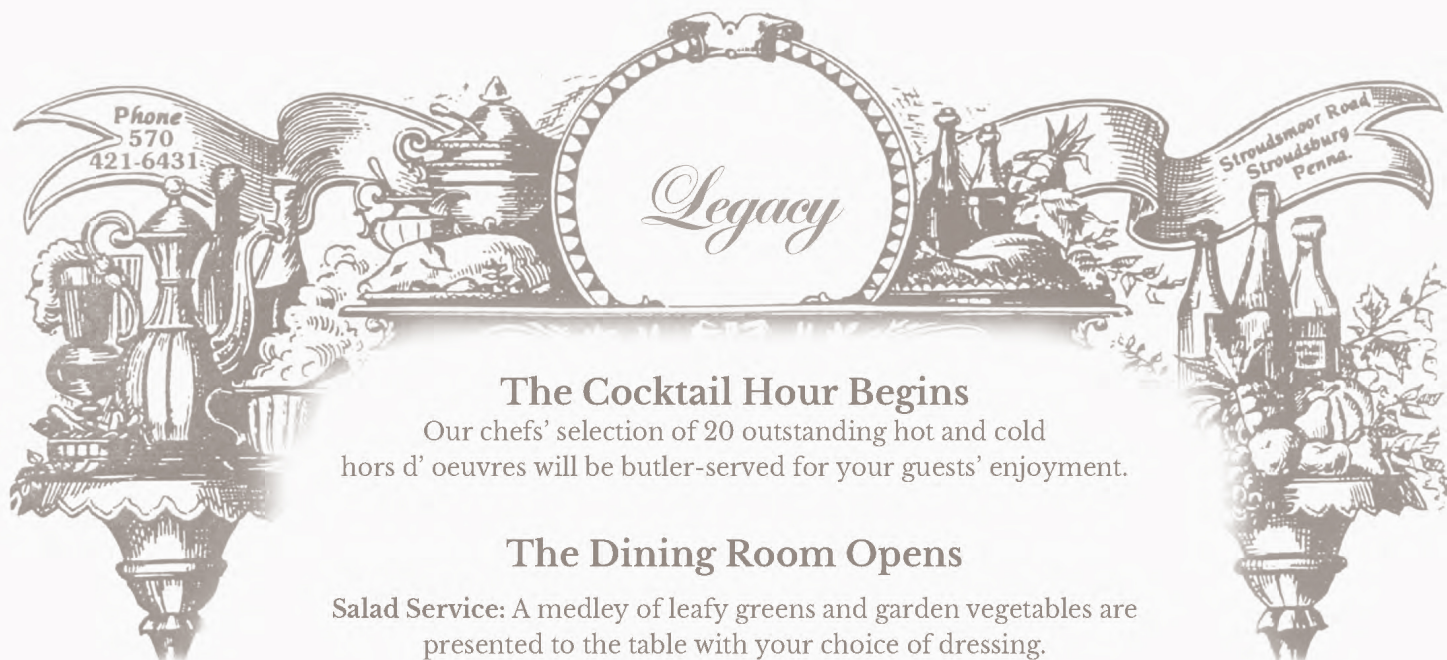 Phone
570
421-6431
Legacy
Stroudsmoor Road
Stroudsburg
Penna.
The Cocktail Hour Begins
Our chefs’ selection of 20 outstanding hot and cold
hors d’ oeuvres will be butler-served for your guests’ enjoyment.
The Dining Room Opens
Salad Service: A medley of leafy greens and garden vegetables are
presented to the table with your choice of dressing.